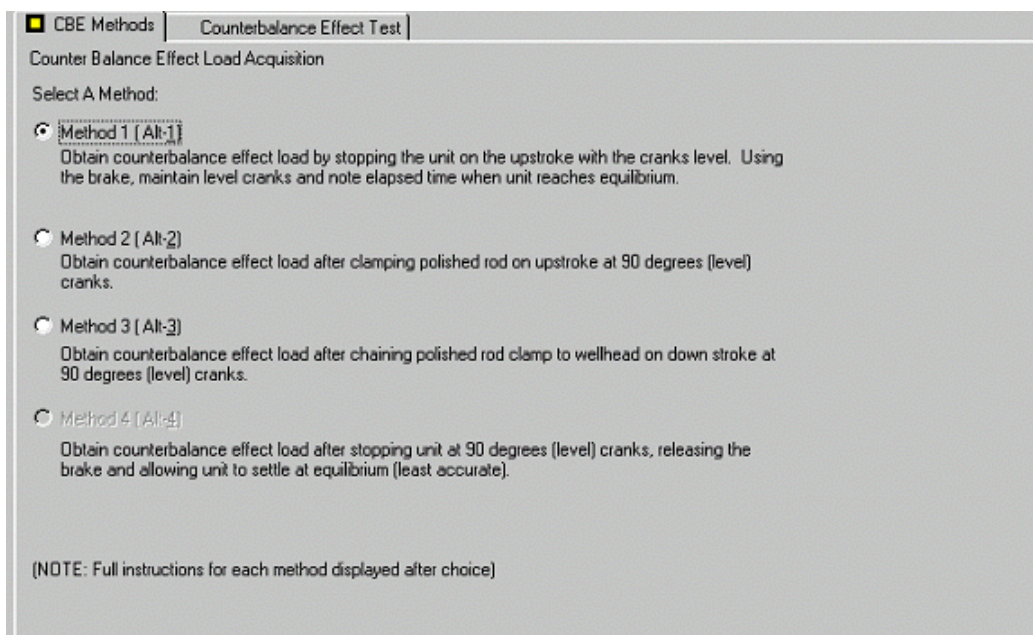 CBE Methods
Counterbalance Effect Test
Counter Balance Effect Load Acquisition
Select A Method:
Method 1 ( Alt-1)
Obtain counterbalance effect load by stopping the unit on the upstroke with the cranks level. Using
the brake, maintain level cranks and note elapsed time when unit reaches equilibrium.
Method 2 ( Alt-2)
Obtain counterbalance effect load after clamping polished rod on upstroke at 90 degrees (level)
cranks.
Method 3 ( Alt-3)
Obtain counterbalance effect load after chaining polished rod clamp to wellhead on down stroke at
90 degrees (level) cranks.
Method 4 ( Alt-4)
Obtain counterbalance effect load after stopping unit at 90 degrees (level) cranks, releasing the
brake and allowing unit to settle at equilibrium (least accurate).
(NOTE: Full instructions for each method displayed after choice)